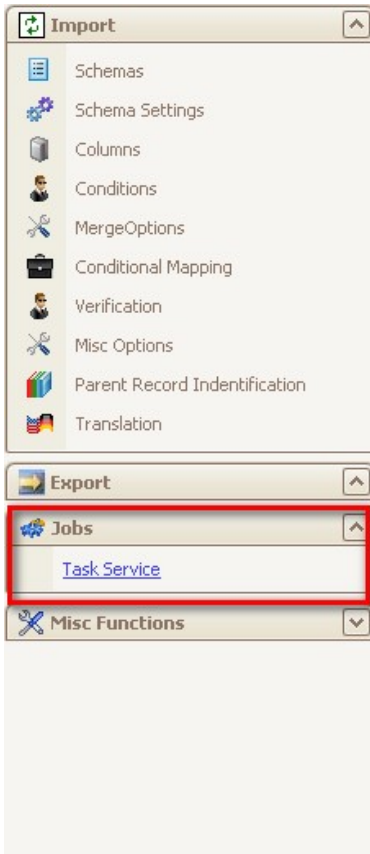 Import
Schemas
Schema Settings
Columns
Conditions
MergeOptions
Conditional Mapping
Verification
Misc Options
Parent Record Indentification
Translation
Export
Jobs
Task Service
Misc Functions